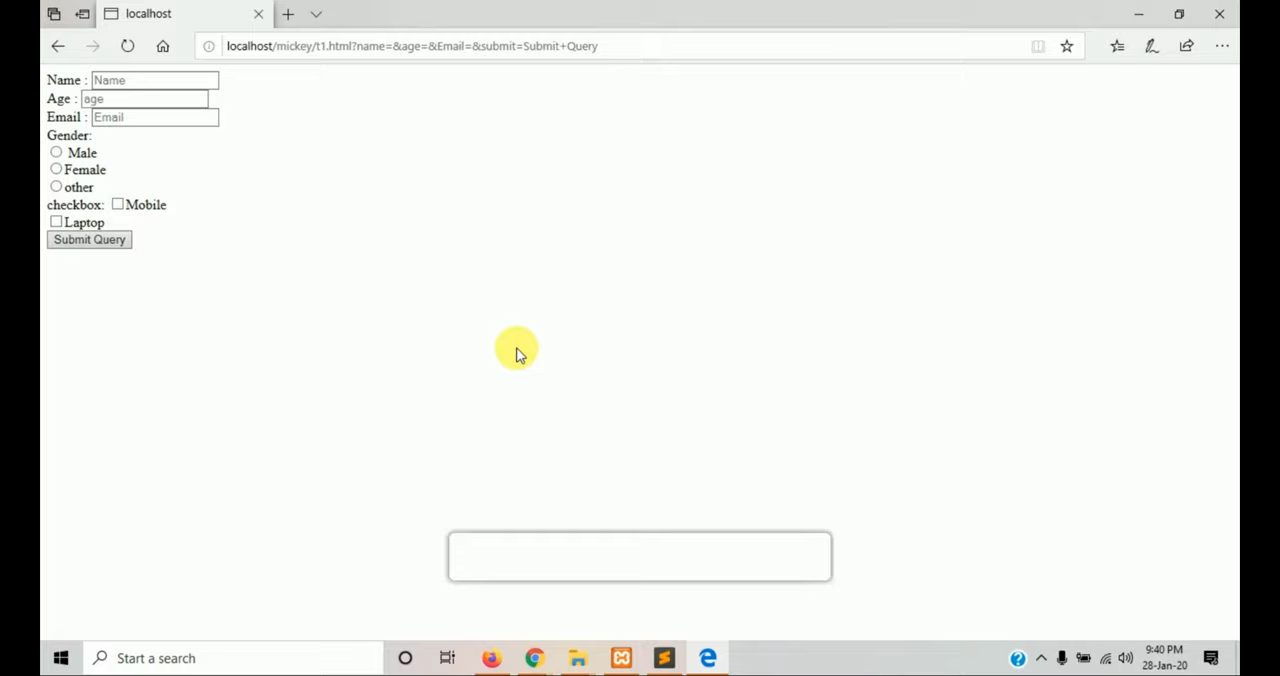 localhost
localhost/mickey/t1.html?name=&age=&Email=&submit=Submit+Query
Name : Name
Age : age
Email : Email
Gender:
Male
Female
other
checkbox: Mobile
Laptop
Submit Query
Start a search
9:40 PM
28-Jan-20